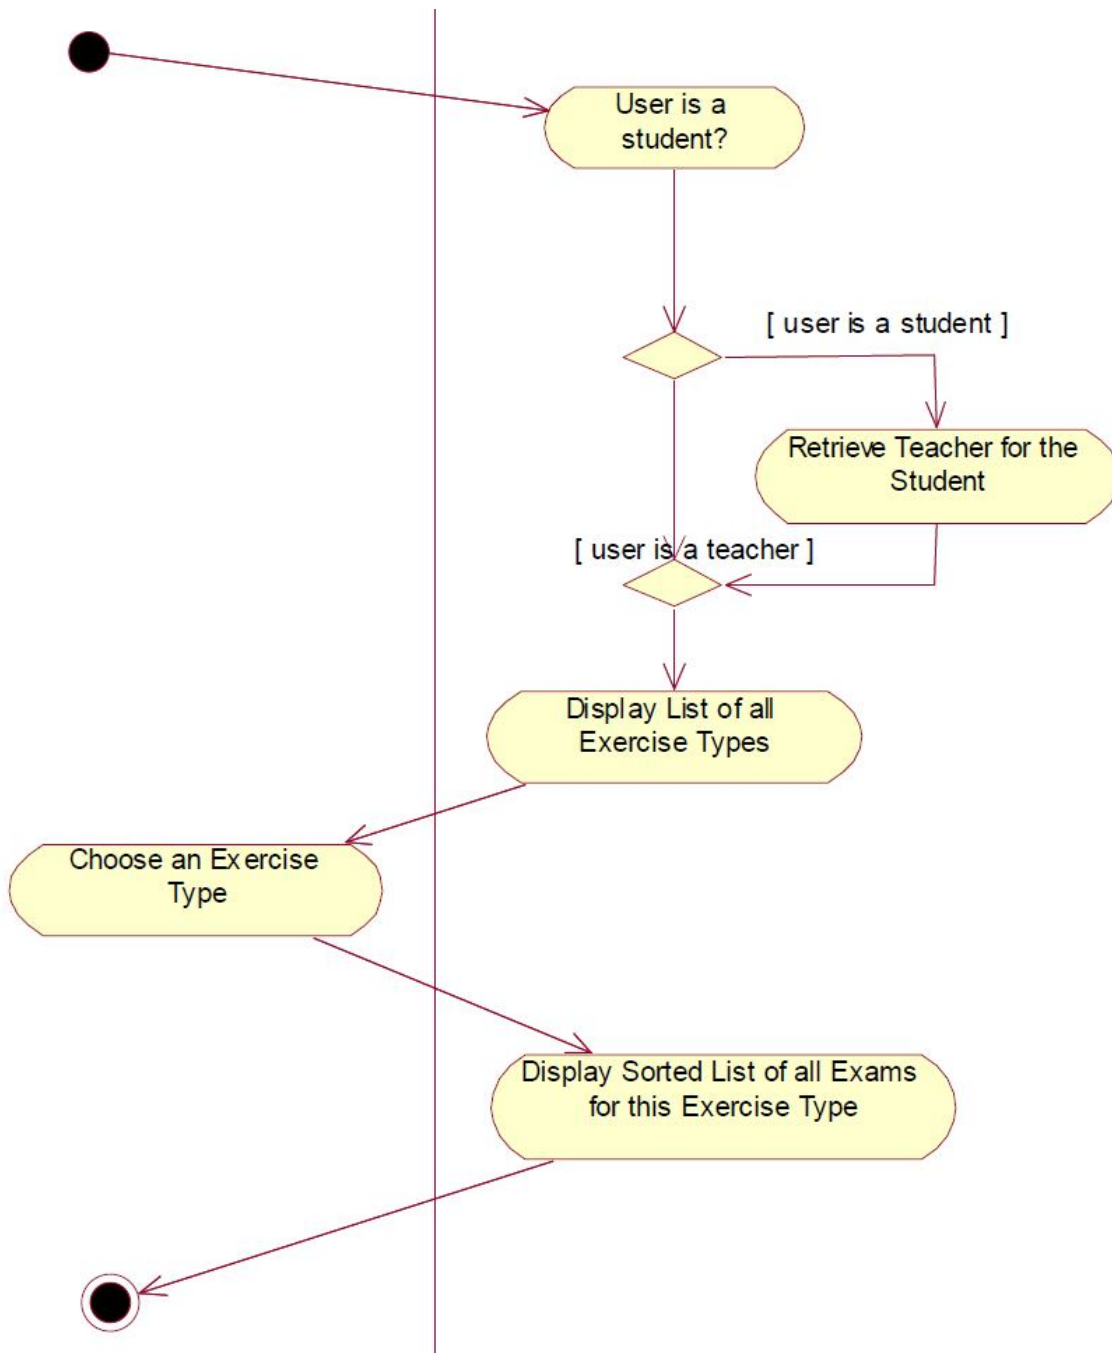 User is a
student?
[ user is a student ]
Retrieve Teacher for the
Student
[ user is a teacher ]
Display List of all
Exercise Types
Choose an Exercise
Type
Display Sorted List of all Exams
for this Exercise Type